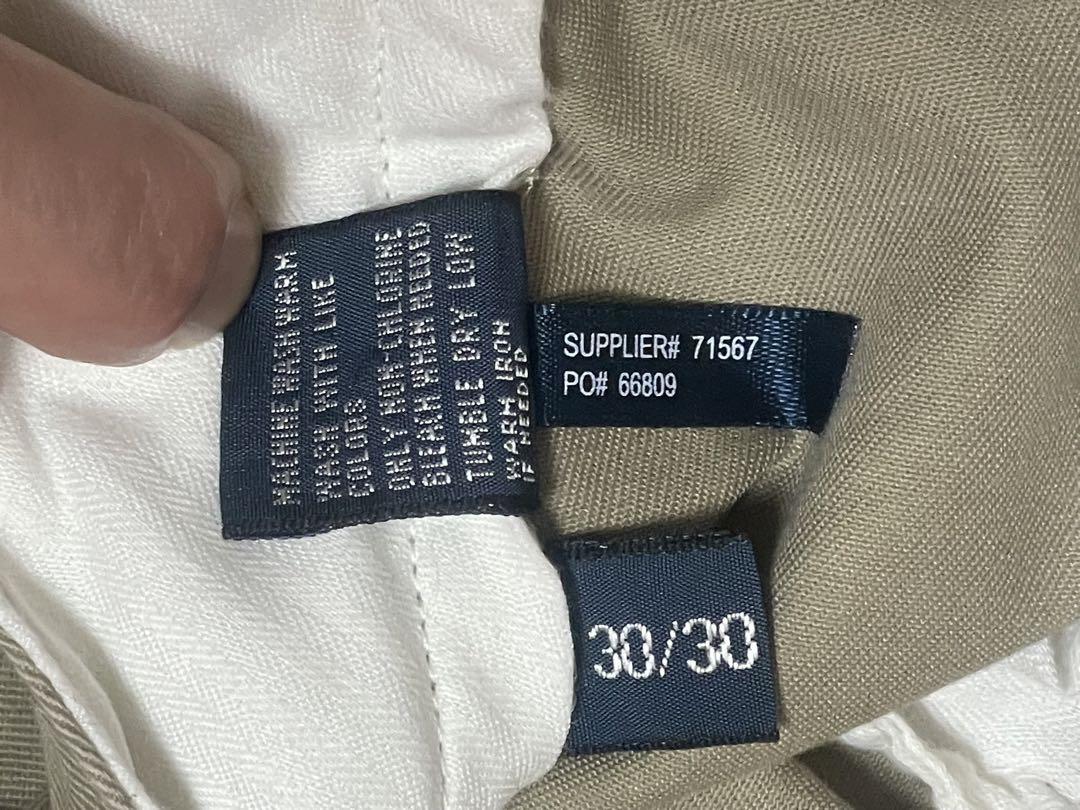 MACHINE WASH WARM
WASH WITH LIKE
COLORS
ONLY NON-CHLORINE
BLEACH WHEN NEEDED
TUMBLE DRY LOW
WARM IRON
IF NEEDED
SUPPLIER# 71567
PO# 66809
30/30